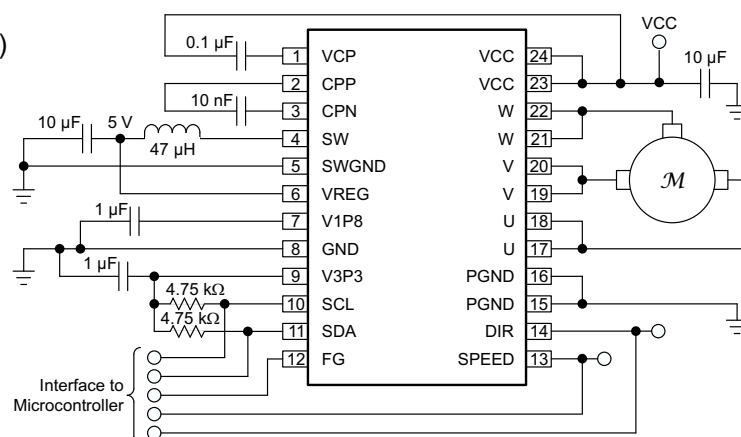 )
VCC
0.1 µF
10 µF
1 VCP VCC 24
2 CPP VCC 23
10 nF
3 CPN W 22
10 µF 5 V
47 µH
4 SW W 21
5 SWGND V 20
M
6 VREG V 19
1 µF
7 V1P8 U 18
8 GND U 17
1 µF
9 V3P3 PGND 16
4.75 kΩ
10 SCL PGND 15
4.75 kΩ
11 SDA DIR 14
12 FG SPEED 13
Interface to
Microcontroller